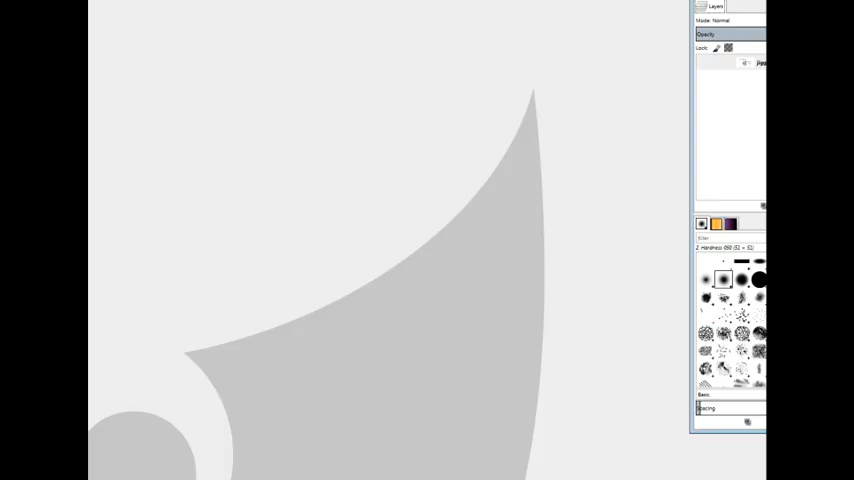 Layers
Mode: Normal
Opacity
Lock:
filter
2. Hardness 050 (51 × 51)
Basic
Spacing